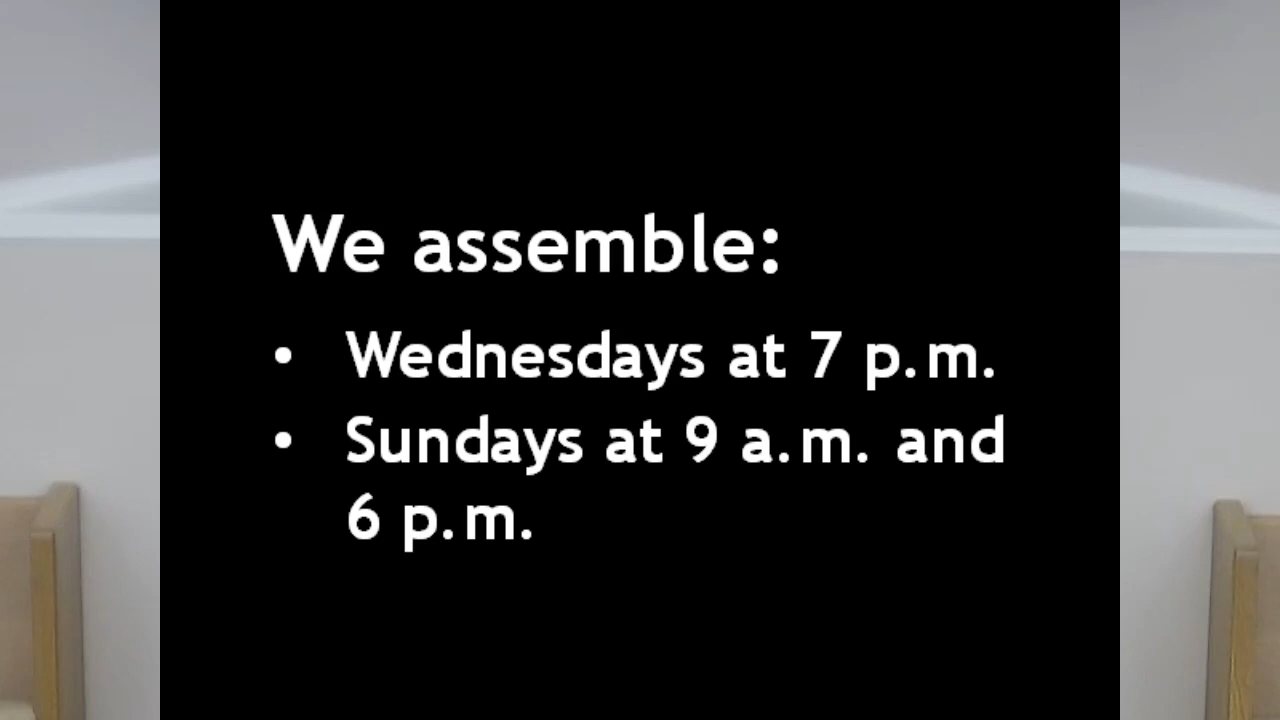 We assemble:
• Wednesdays at 7 p.m.
• Sundays at 9 a.m. and
6 p.m.